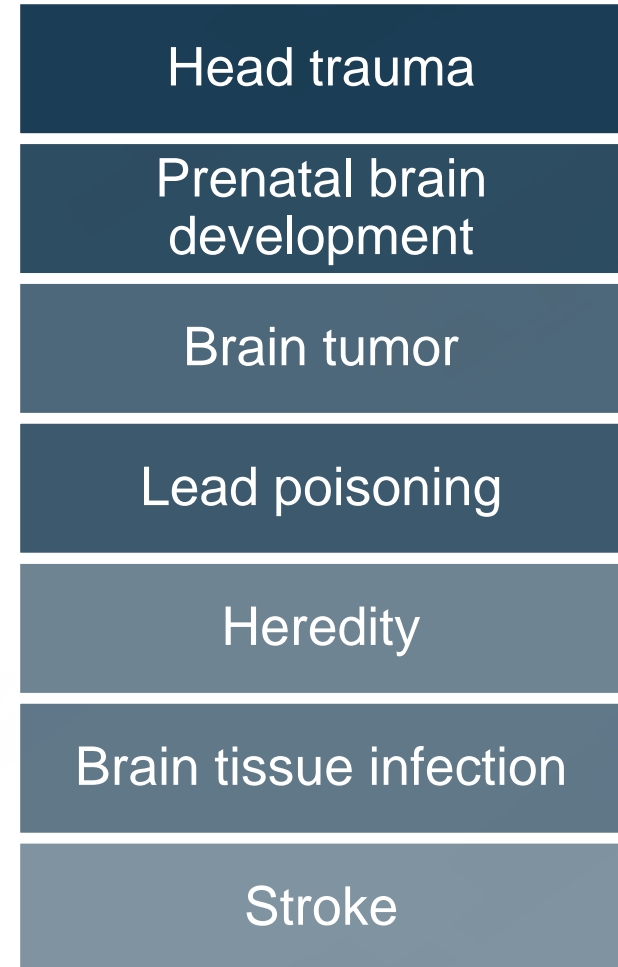 Head trauma
Prenatal brain
development
Brain tumor
Lead poisoning
Heredity
Brain tissue infection
Stroke